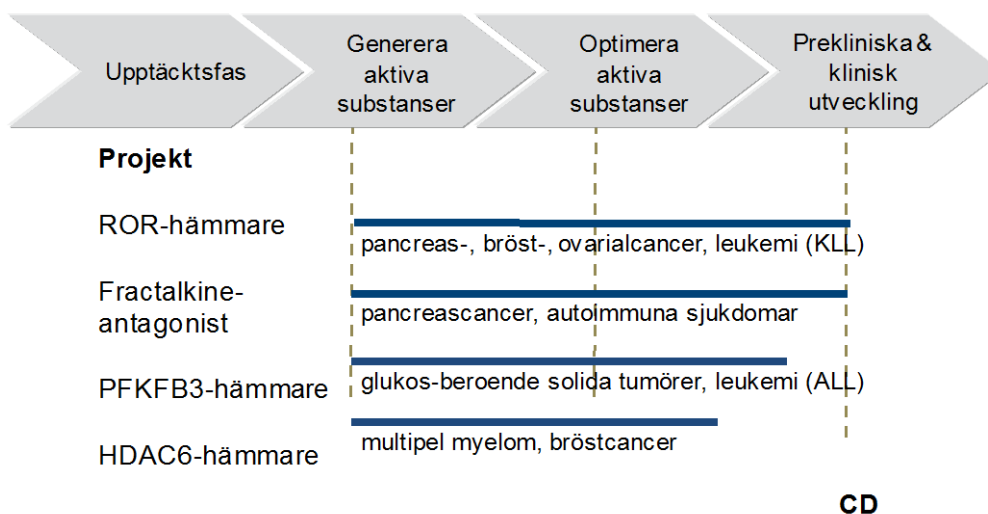 Upptäcktsfas
Generera
aktiva
substanser
Optimera
aktiva
substanser
Prekliniska &
klinisk
utveckling
Projekt
ROR-hämmare
pancreas-, bröst-, ovarialcancer, leukemi (KLL)
Fractalkine-
antagonist
pancreascancer, autoimmuna sjukdomar
PFKFB3-hämmare
glukos-beroende solida tumörer, leukemi (ALL)
HDAC6-hämmare
multipel myelom, bröstcancer
CD